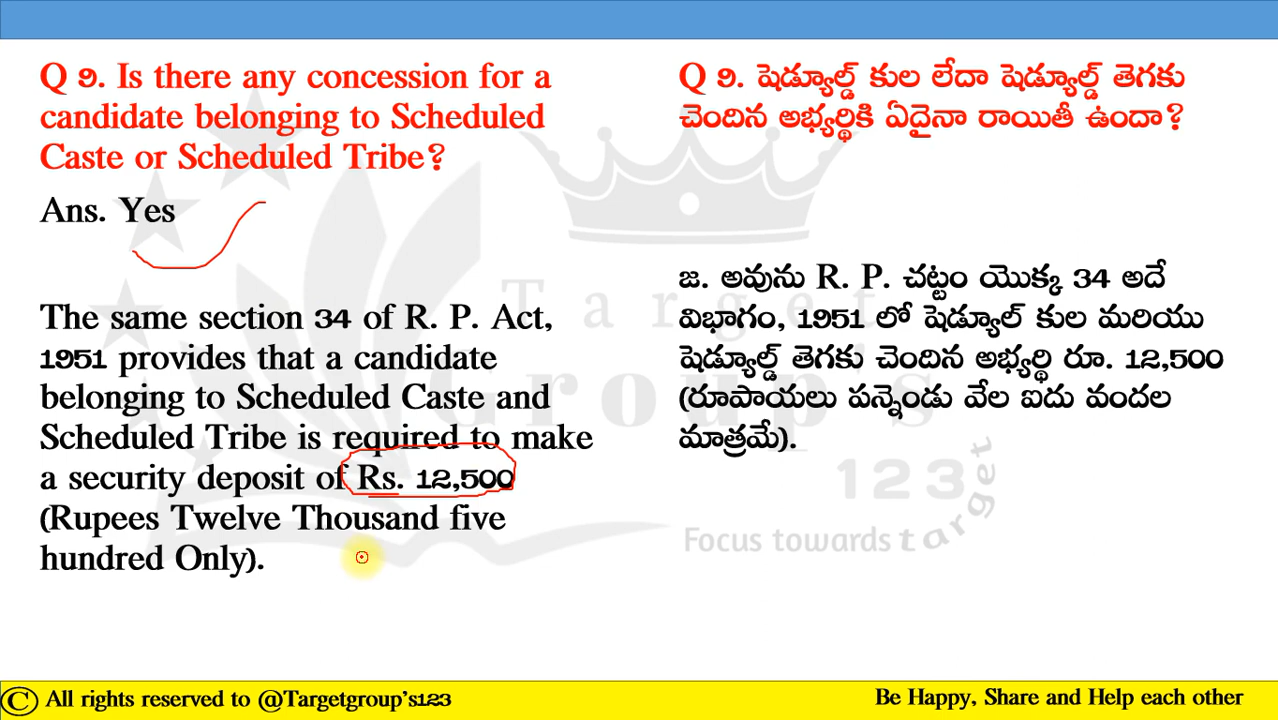 Q 9. Is there any concession for a
candidate belonging to Scheduled
Caste or Scheduled Tribe?
Ans. Yes
The same section 34 of R. P. Act,
1951 provides that a candidate
belonging to Scheduled Caste and
Scheduled Tribe is required to make
a security deposit of Rs. 12,500
(Rupees Twelve Thousand five
hundred Only).
Q 9. షెడ్యూల్డ్ కుల లేదా షెడ్యూల్డ్ తెగకు
చెందిన అభ్యర్థికి ఏదైనా రాయితీ ఉందా?
జ. అవును R. P. చట్టం యొక్క 34 అదే
విభాగం, 1951 లో షెడ్యూల్ కుల మరియు
షెడ్యూల్డ్ తెగకు చెందిన అభ్యర్థి రూ. 12,500
(రూపాయలు పన్నెండు వేల ఐదు వందల
మాత్రమే).
Target
Group's
123
Focus towards target
© All rights reserved to @Targetgroup's123
Be Happy, Share and Help each other